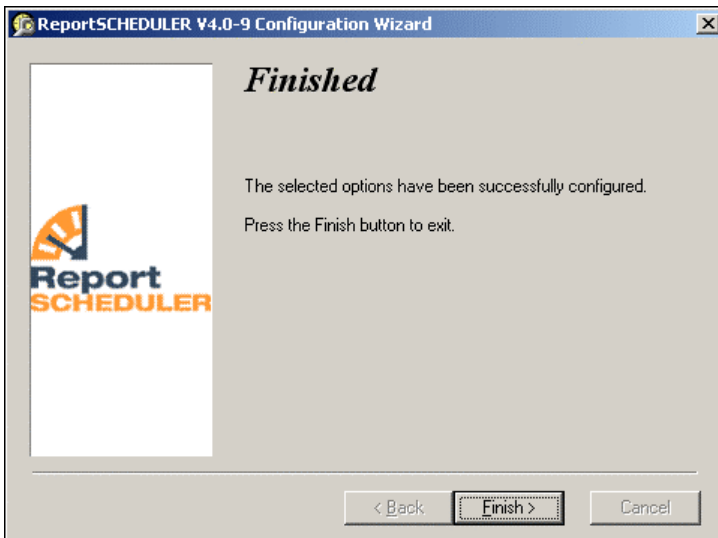 ReportSCHEDULER V4.0-9 Configuration Wizard
Finished
The selected options have been successfully configured.
Press the Finish button to exit.
Report
SCHEDULER
< Back
Finish >
Cancel